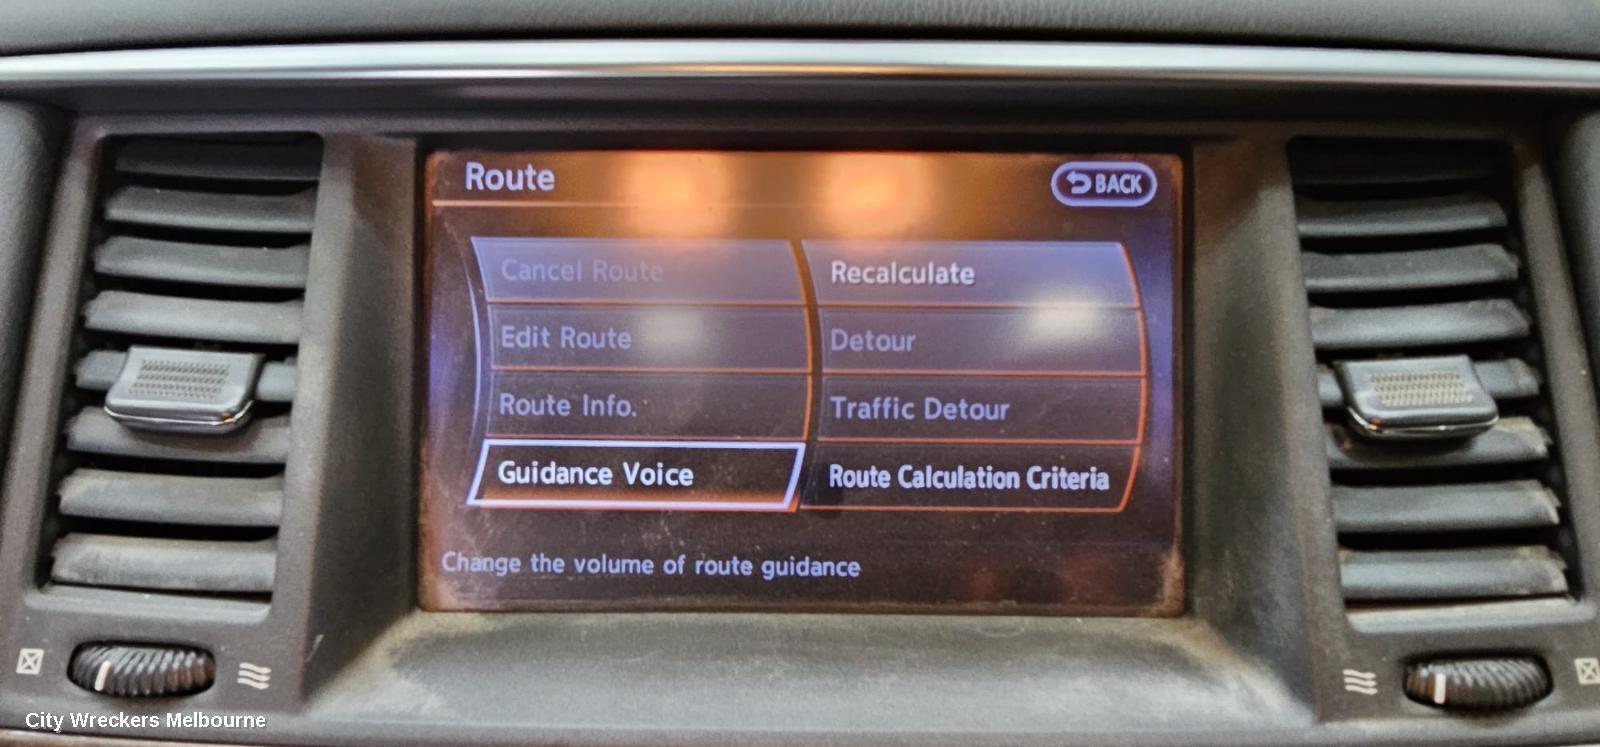 Route
BACK
Cancel Route
Recalculate
Edit Route
Detour
Route Info.
Traffic Detour
Guidance Voice
Route Calculation Criteria
Change the volume of route guidance
City Wreckers Melbourne